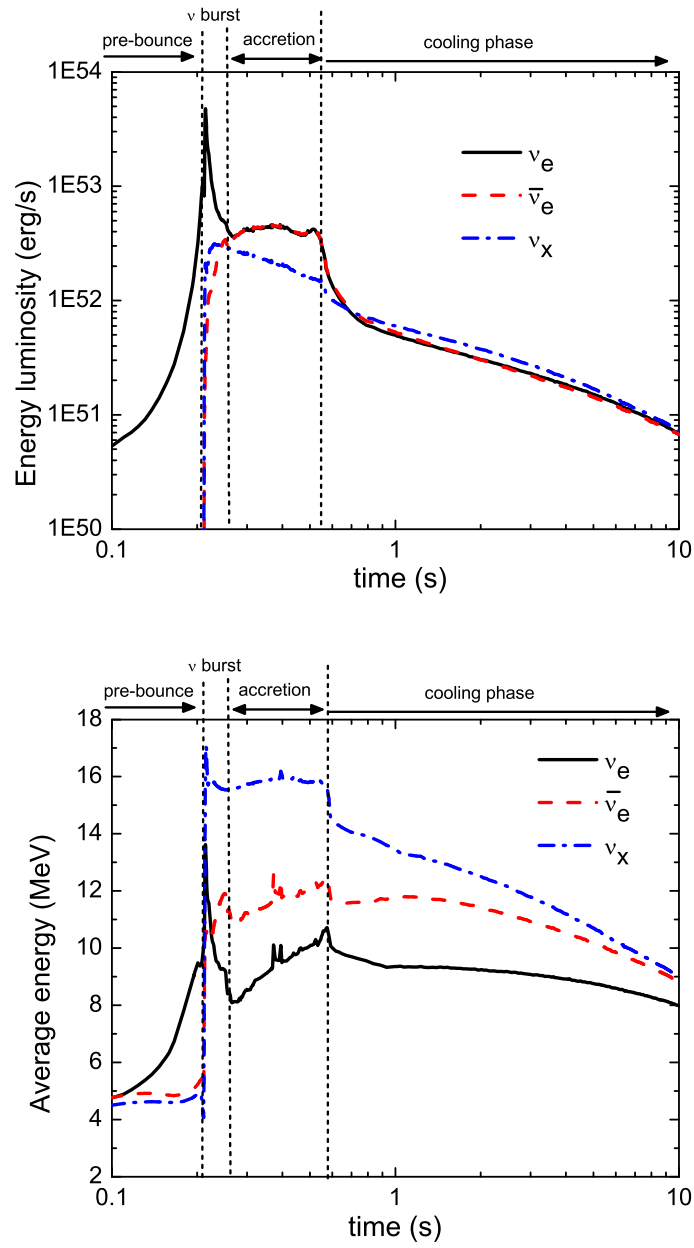 ν burst
pre-bounce
accretion
cooling phase
1E54
1E53
1E52
1E51
1E50
Energy luminosity (erg/s)
ν_e
ν̄_e
ν_x
0.1
1
10
time (s)
ν burst
pre-bounce
accretion
cooling phase
18
16
14
12
10
8
6
4
2
Average energy (MeV)
ν_e
ν̄_e
ν_x
0.1
1
10
time (s)